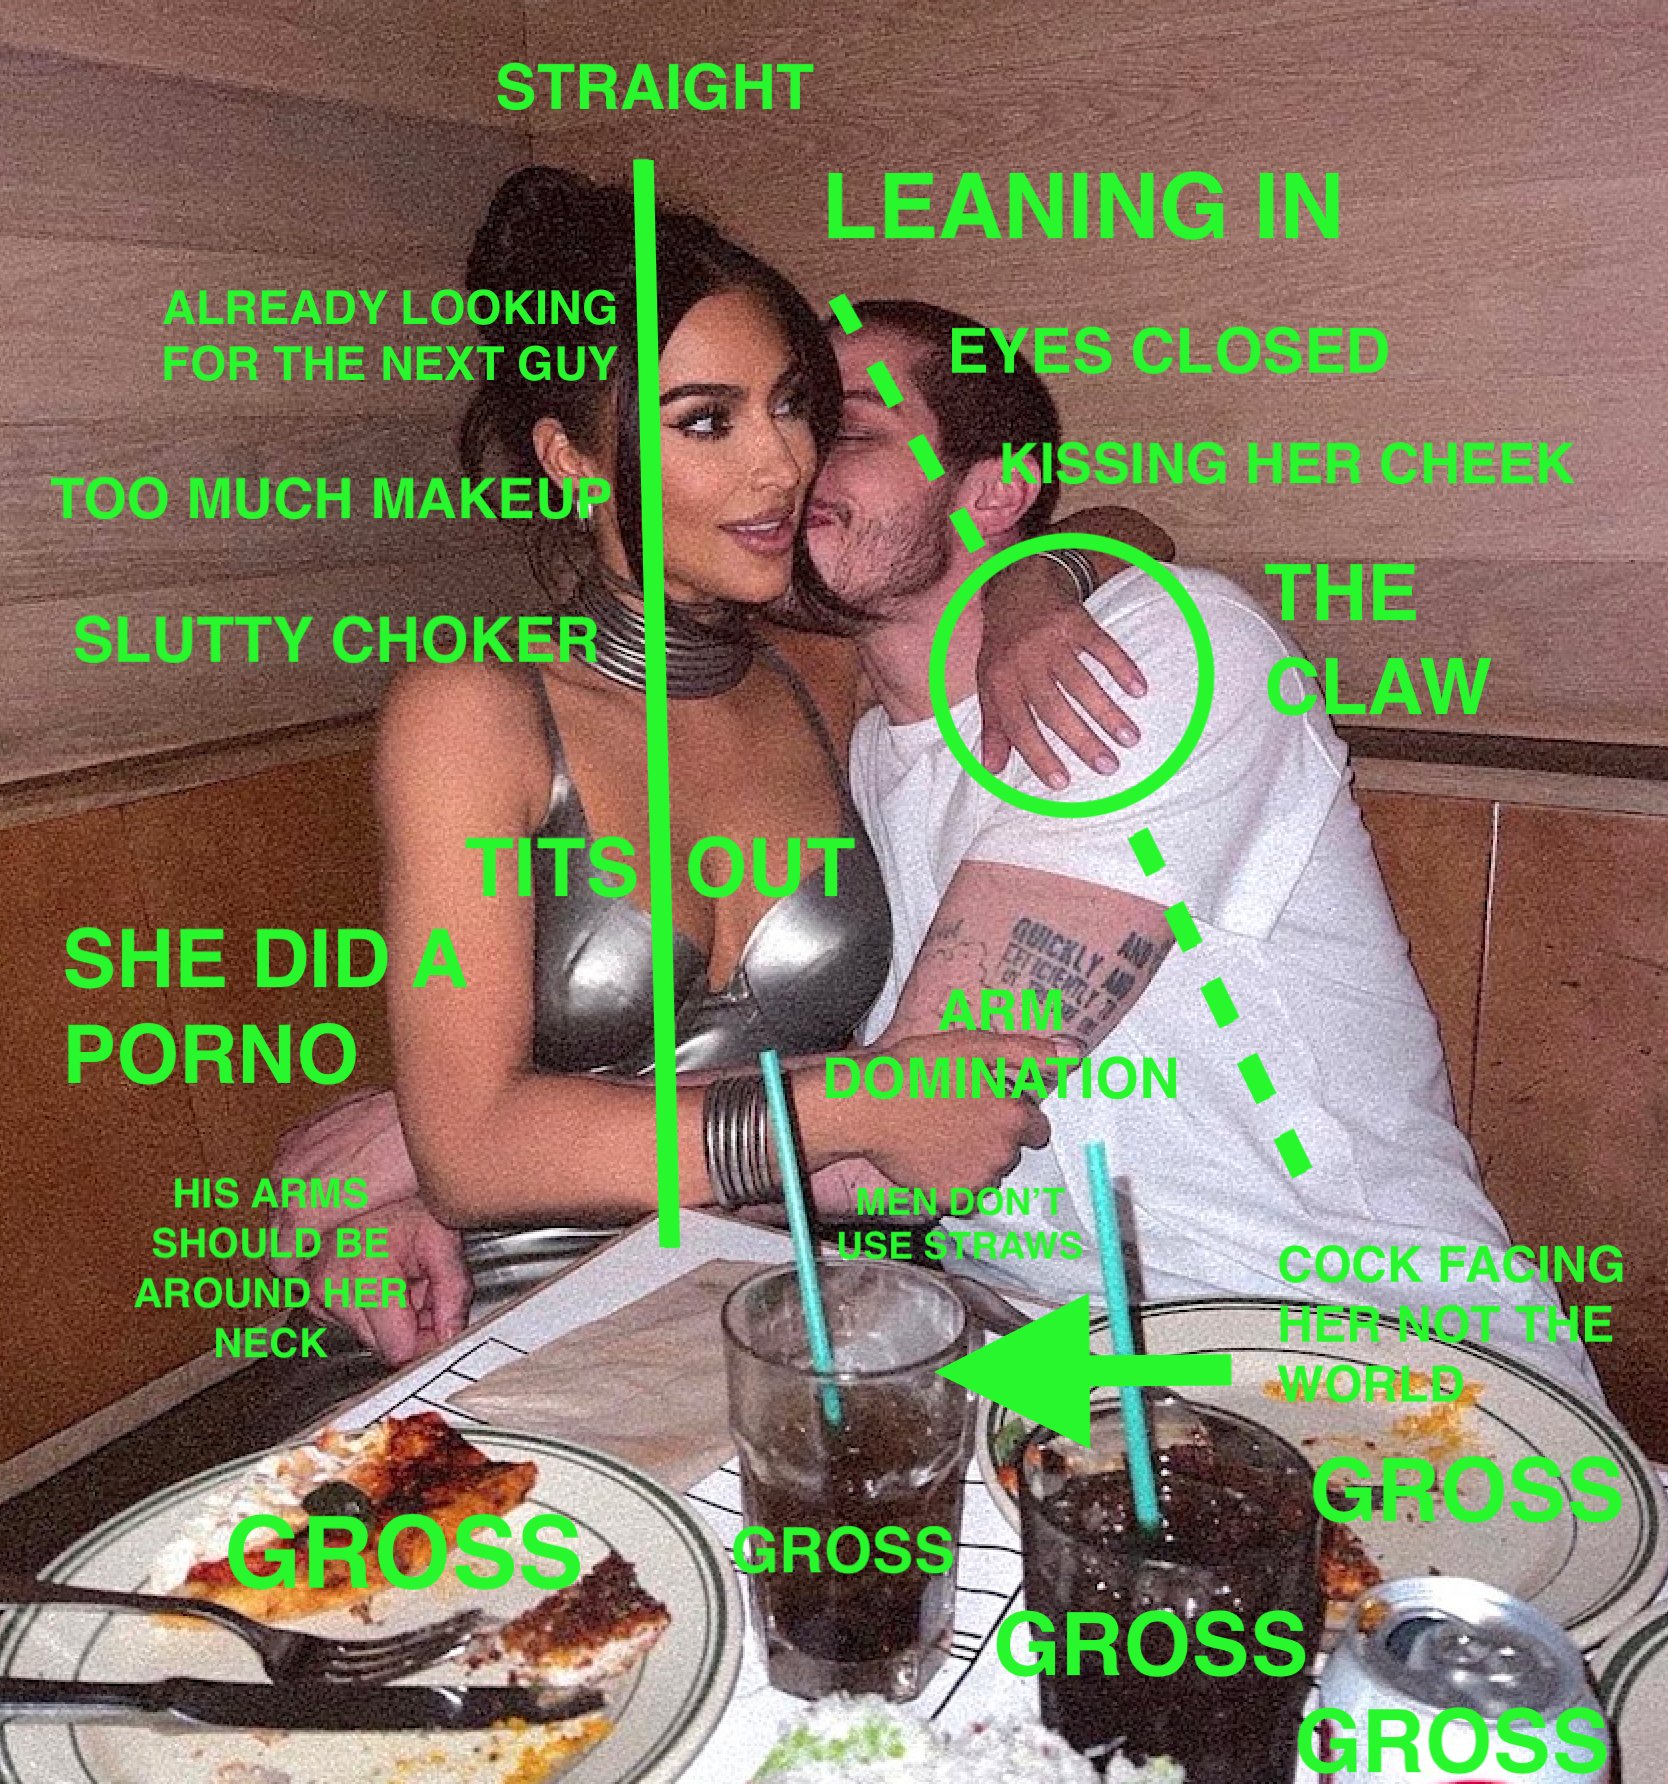 STRAIGHT
LEANING IN
ALREADY LOOKING
FOR THE NEXT GUY
EYES CLOSED
KISSING HER CHEEK
TOO MUCH MAKEUP
THE
CLAW
SLUTTY CHOKER
TITS OUT
SHE DID A
PORNO
QUICKLY AND
EFFICIENTLY
ARM
DOMINATION
HIS ARMS
SHOULD BE
AROUND HER
NECK
MEN DON'T
USE STRAWS
COCK FACING
HER NOT THE
WORLD
GROSS
GROSS
GROSS
GROSS
GROSS